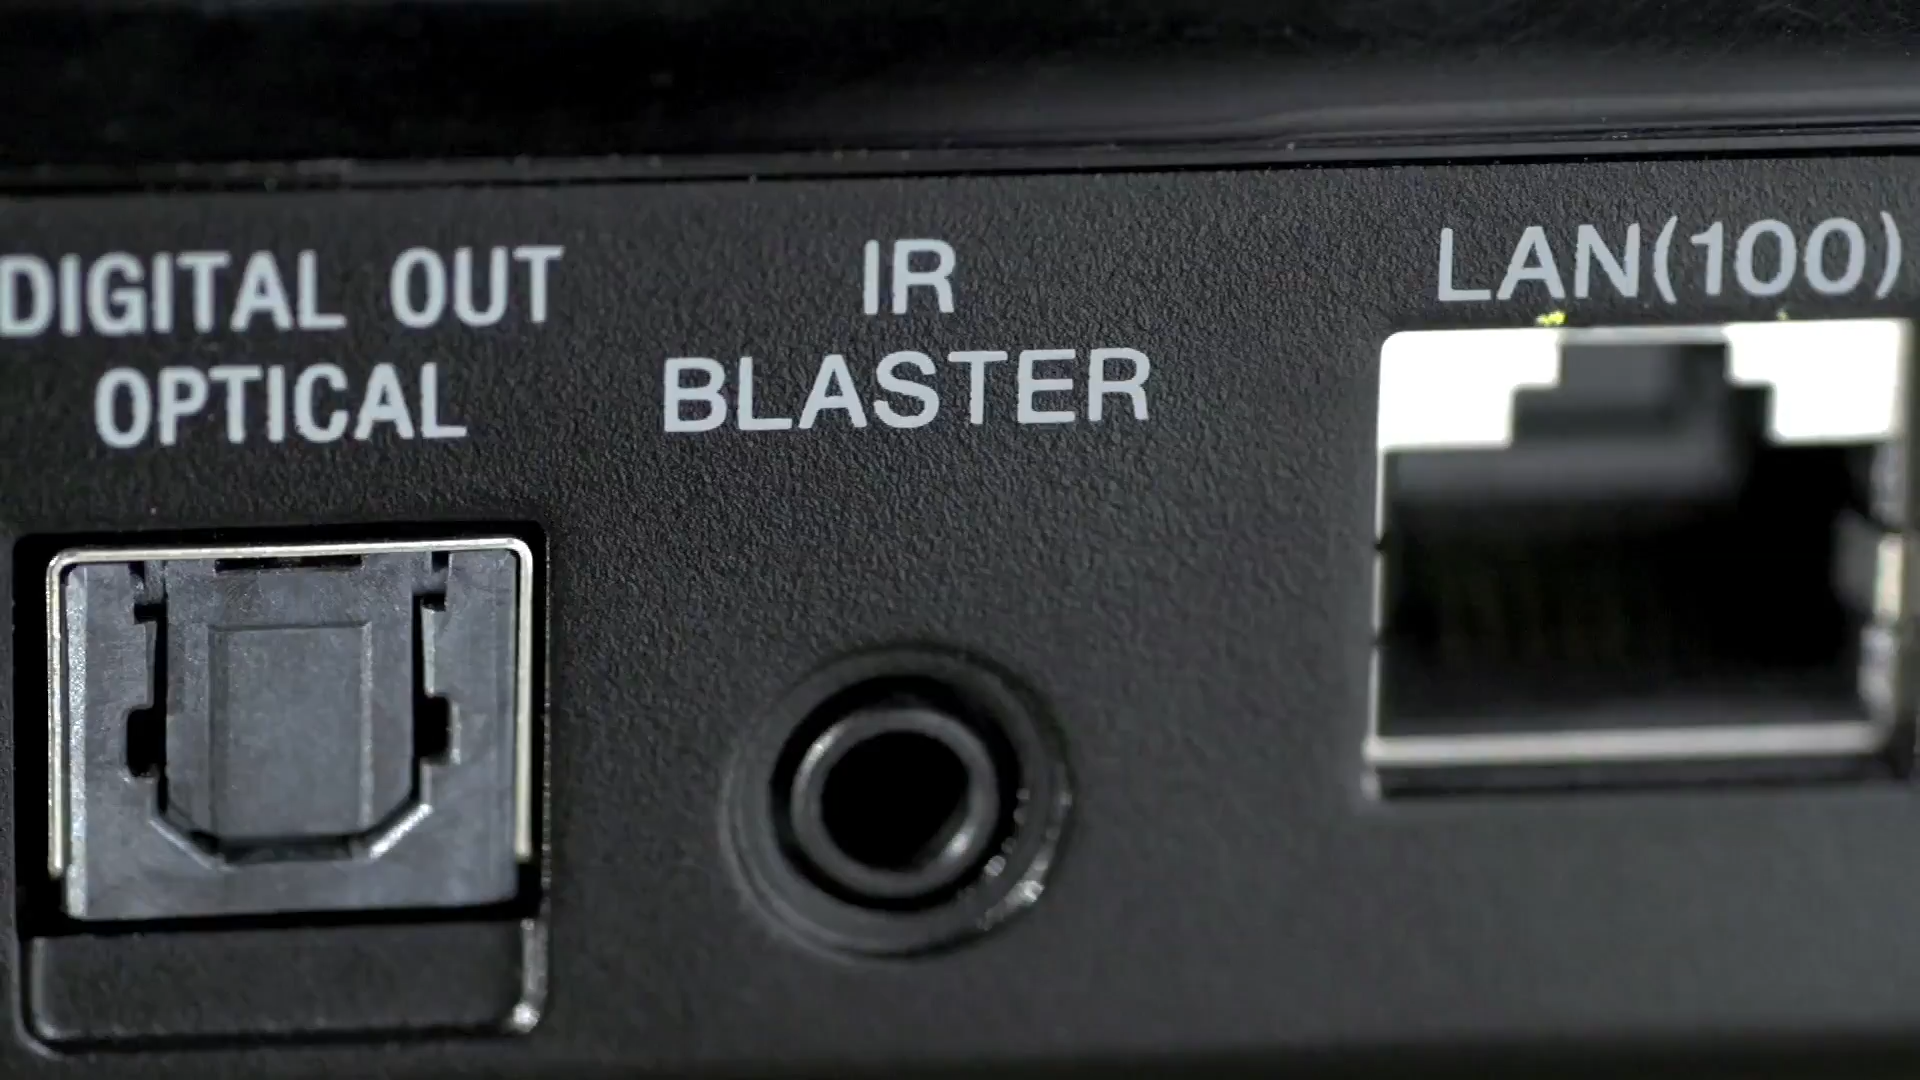 DIGITAL OUT
OPTICAL
IR
BLASTER
LAN(100)